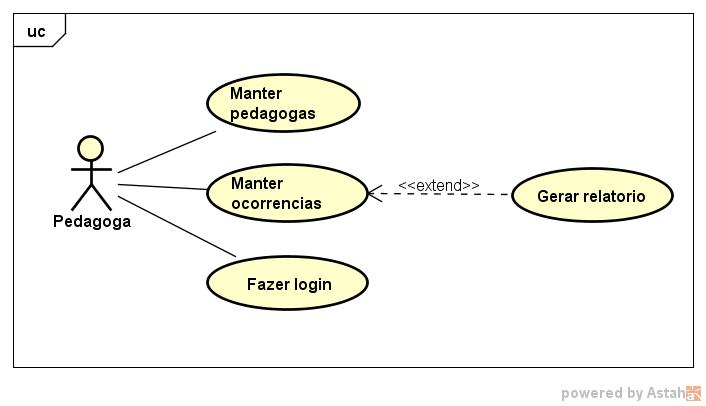 uc
Manter
pedagogas
Manter
ocorrencias
<<extend>>
Gerar relatorio
Pedagoga
Fazer login
powered by Astah